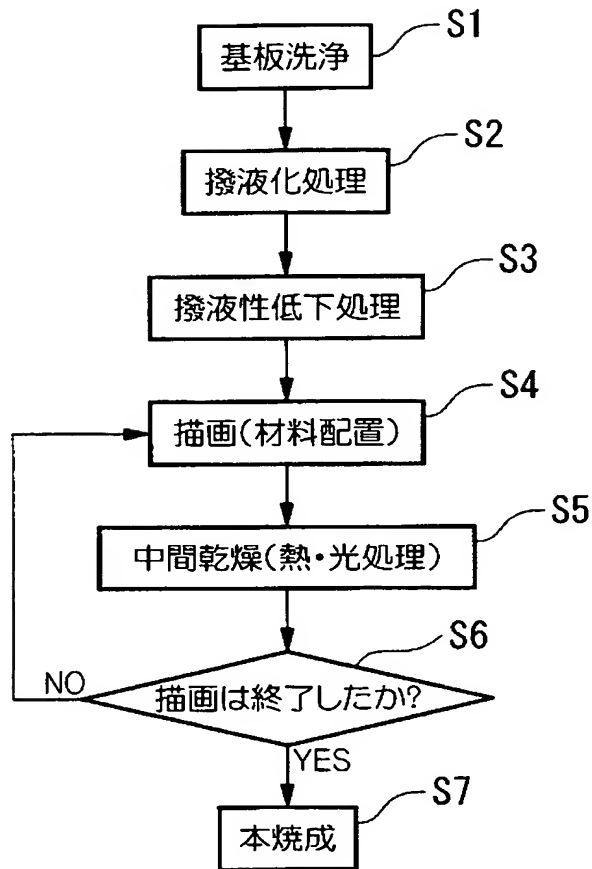 S1
基板洗浄
S2
撥液化処理
S3
撥液性低下処理
S4
描画(材料配置)
S5
中間乾燥(熱・光処理)
S6
描画は終了したか?
NO
YES
S7
本焼成